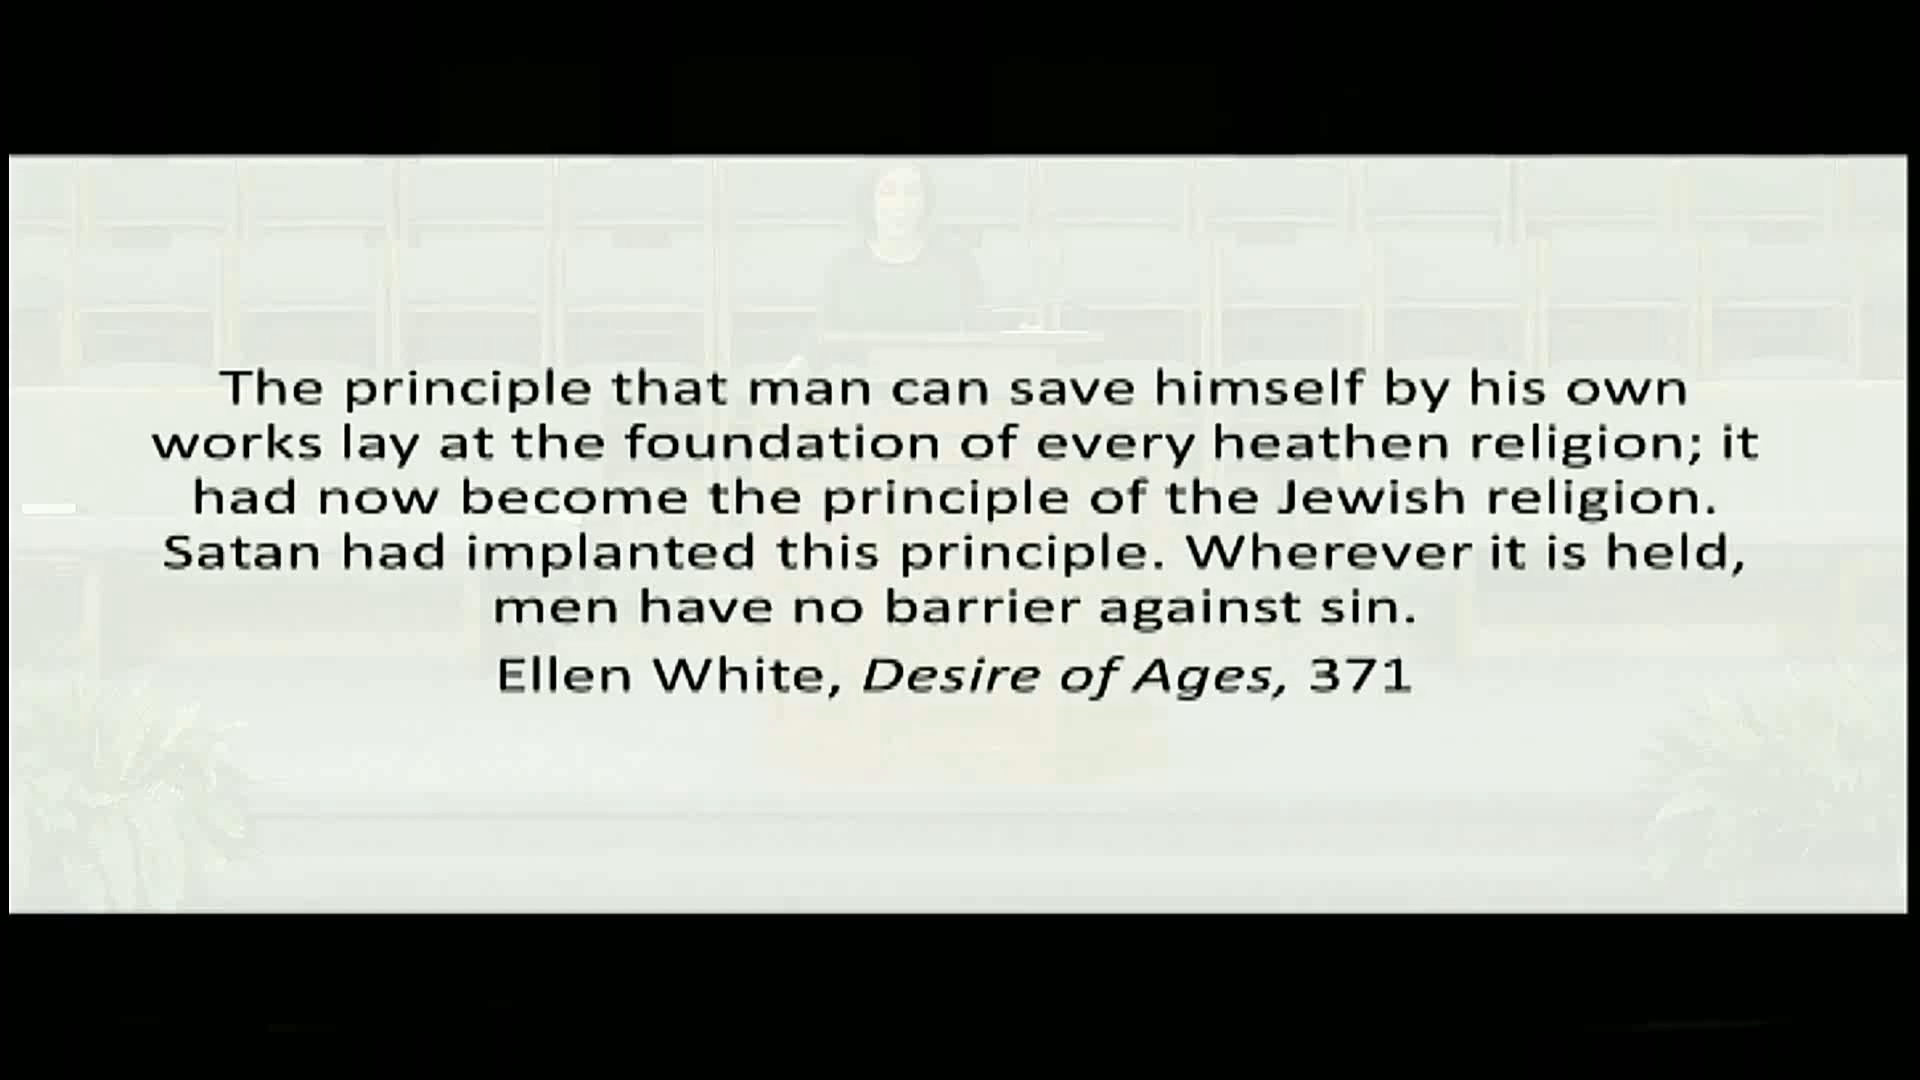 The principle that man can save himself by his own
works lay at the foundation of every heathen religion; it
had now become the principle of the Jewish religion.
Satan had implanted this principle. Wherever it is held,
men have no barrier against sin.
Ellen White, Desire of Ages, 371